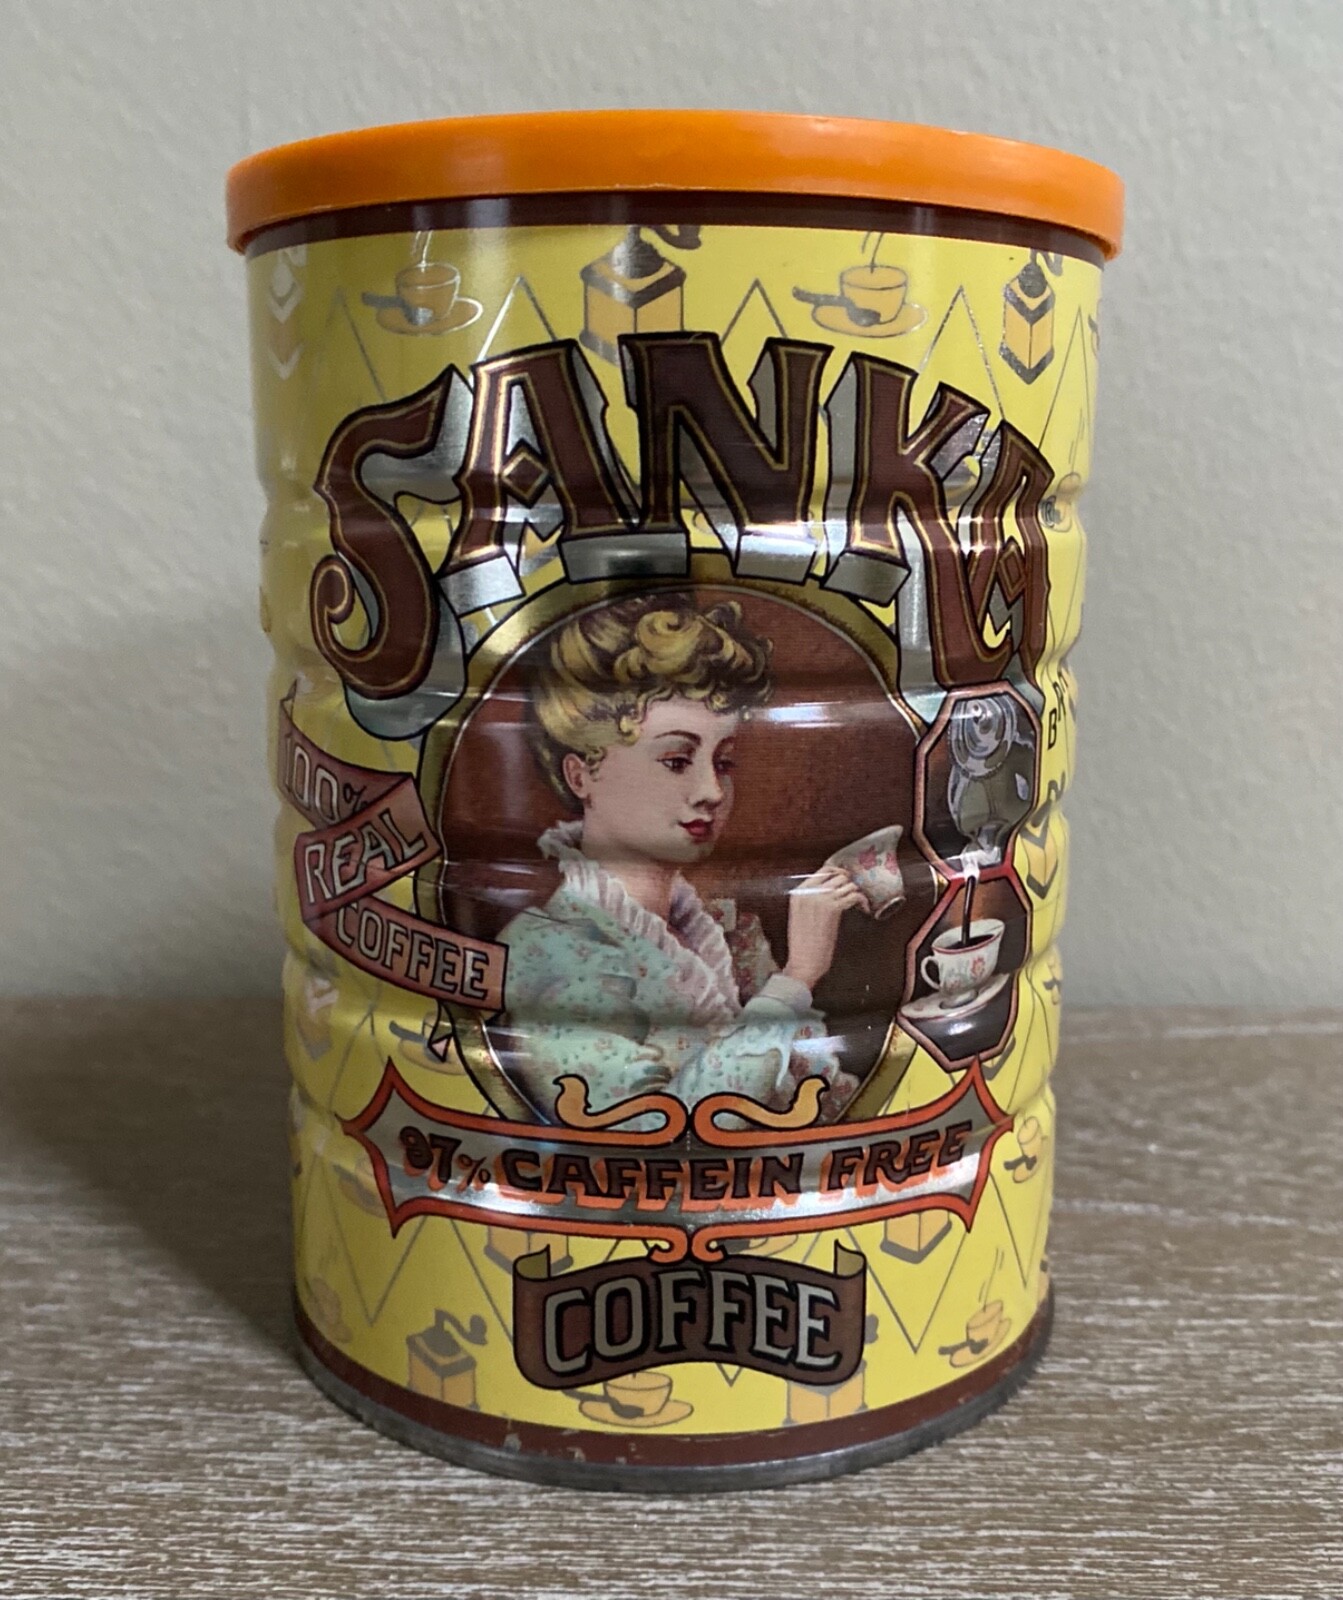 SANKA
100%
REAL
COFFEE
97% CAFFEIN FREE
COFFEE